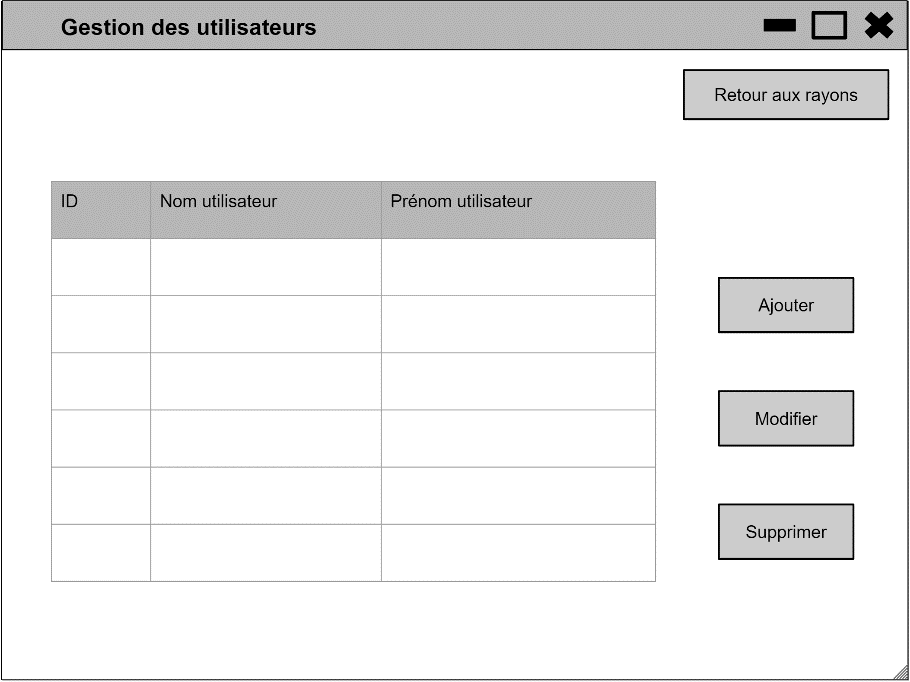 Gestion des utilisateurs
Retour aux rayons
ID Nom utilisateur Prénom utilisateur
Ajouter
Modifier
Supprimer